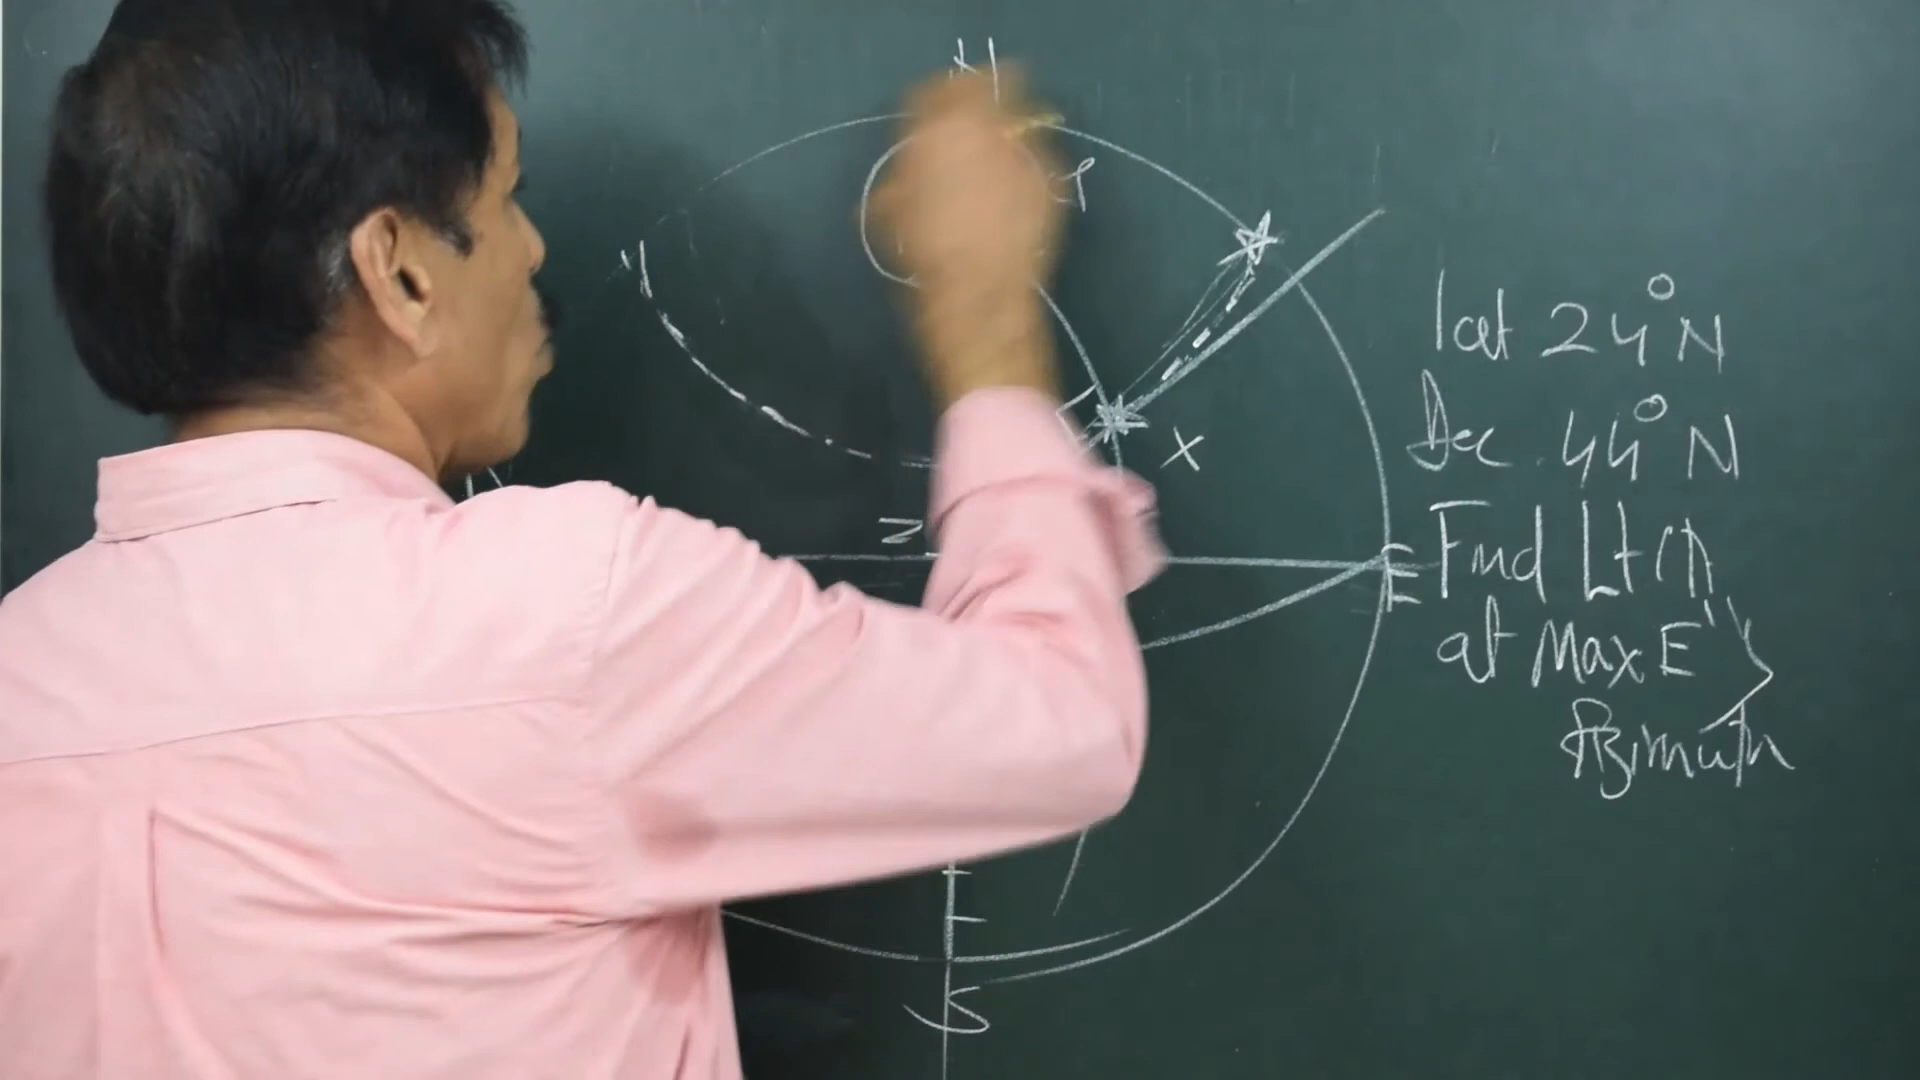 N
P
X
Z
E
S
lat 24° N
Dec. 44° N
Find Lt (A)
at Max E'ly
Azimuth